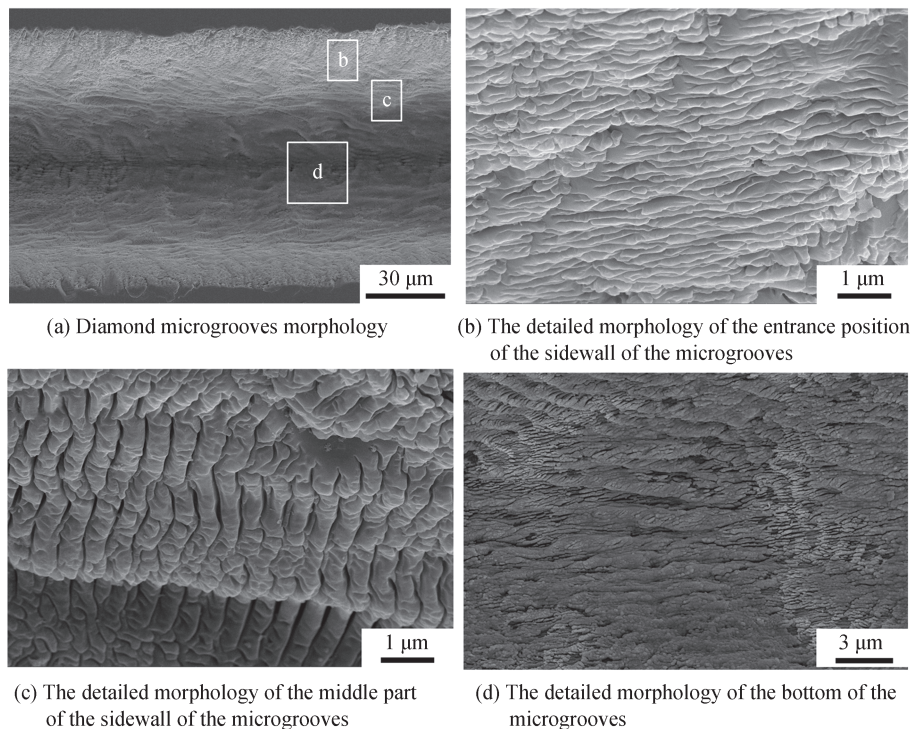 b
c
d
30 μm
1 μm
(a) Diamond microgrooves morphology
(b) The detailed morphology of the entrance position
of the sidewall of the microgrooves
1 μm
3 μm
(c) The detailed morphology of the middle part
of the sidewall of the microgrooves
(d) The detailed morphology of the bottom of the
microgrooves